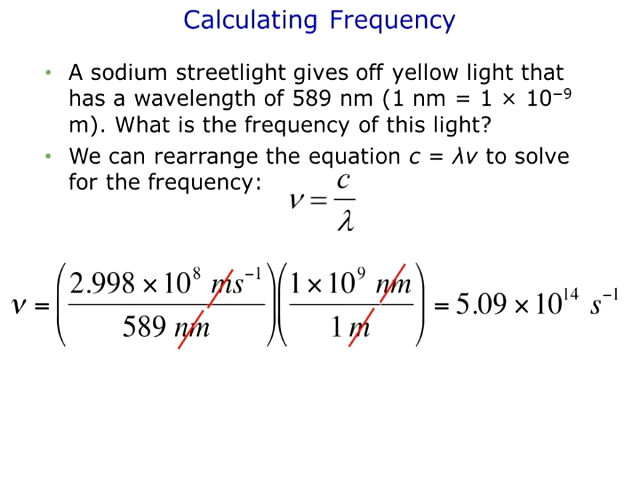 Calculating Frequency
• A sodium streetlight gives off yellow light that
has a wavelength of 589 nm (1 nm = 1 × 10⁻⁹
m). What is the frequency of this light?
• We can rearrange the equation c = λν to solve
for the frequency:
ν = c / λ
ν = (2.998 × 10⁸ ms⁻¹ / 589 nm)(1 × 10⁹ nm / 1 m) = 5.09 × 10¹⁴ s⁻¹